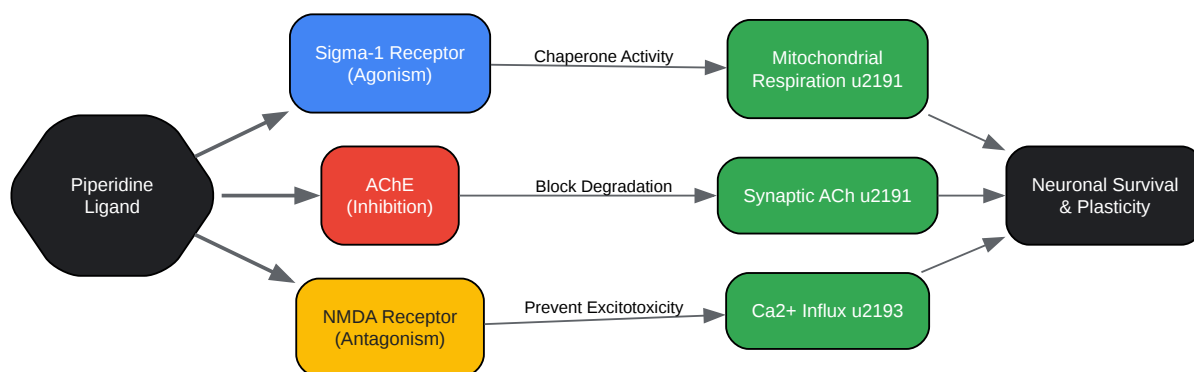 Piperidine
Ligand
Sigma-1 Receptor
(Agonism)
Chaperone Activity
Mitochondrial
Respiration u2191
AChE
(Inhibition)
Block Degradation
Synaptic ACh u2191
NMDA Receptor
(Antagonism)
Prevent Excitotoxicity
Ca2+ Influx u2193
Neuronal Survival
& Plasticity